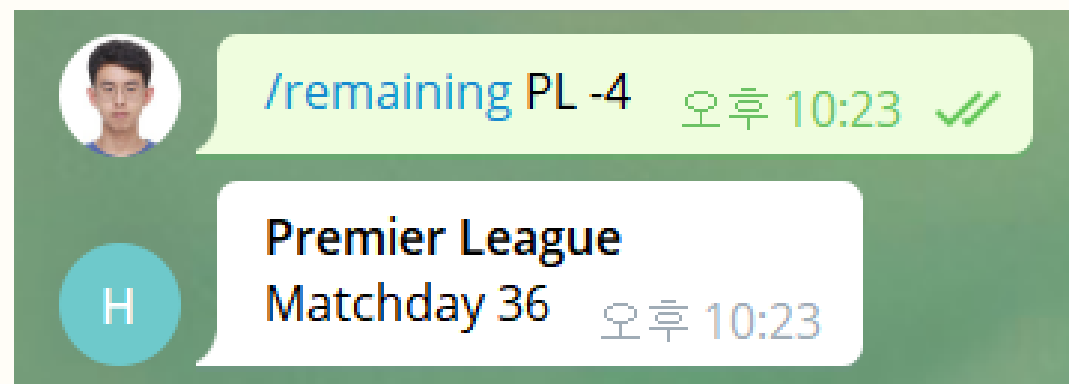 /remaining PL -4 오후 10:23
Premier League
Matchday 36 오후 10:23
H